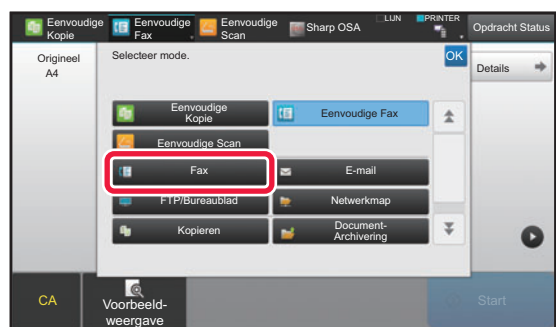 Eenvoudige
Kopie
Eenvoudige
Fax
Eenvoudige
Scan
Sharp OSA
LIJN
PRINTER
Opdracht Status
Origineel
A4
Selecteer mode.
OK
Details
Eenvoudige
Kopie
Eenvoudige Fax
Eenvoudige Scan
Fax
E-mail
FTP/Bureaublad
Netwerkmap
Kopieren
Document-
Archivering
CA
Voorbeeld-
weergave
Start